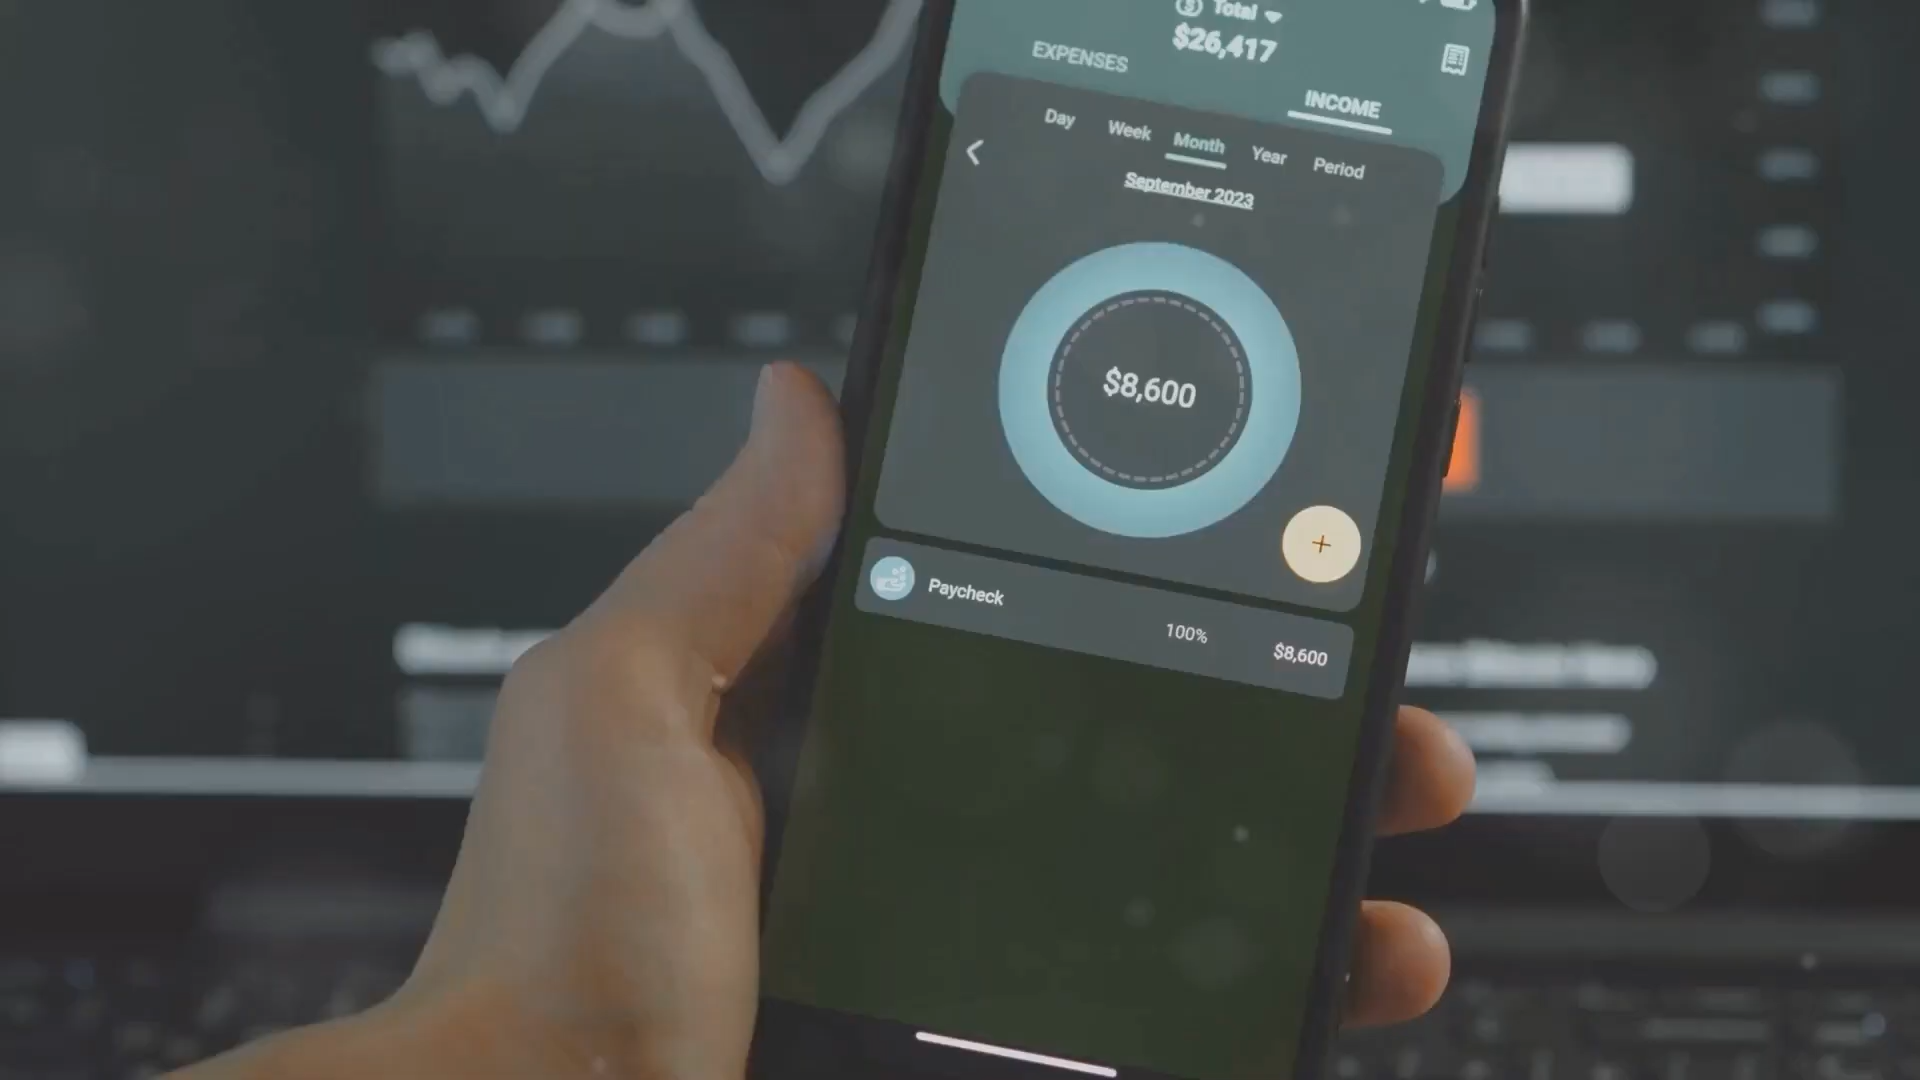 Total
$26,417
EXPENSES
INCOME
Day Week Month Year Period
September 2023
$8,600
+
Paycheck 100% $8,600